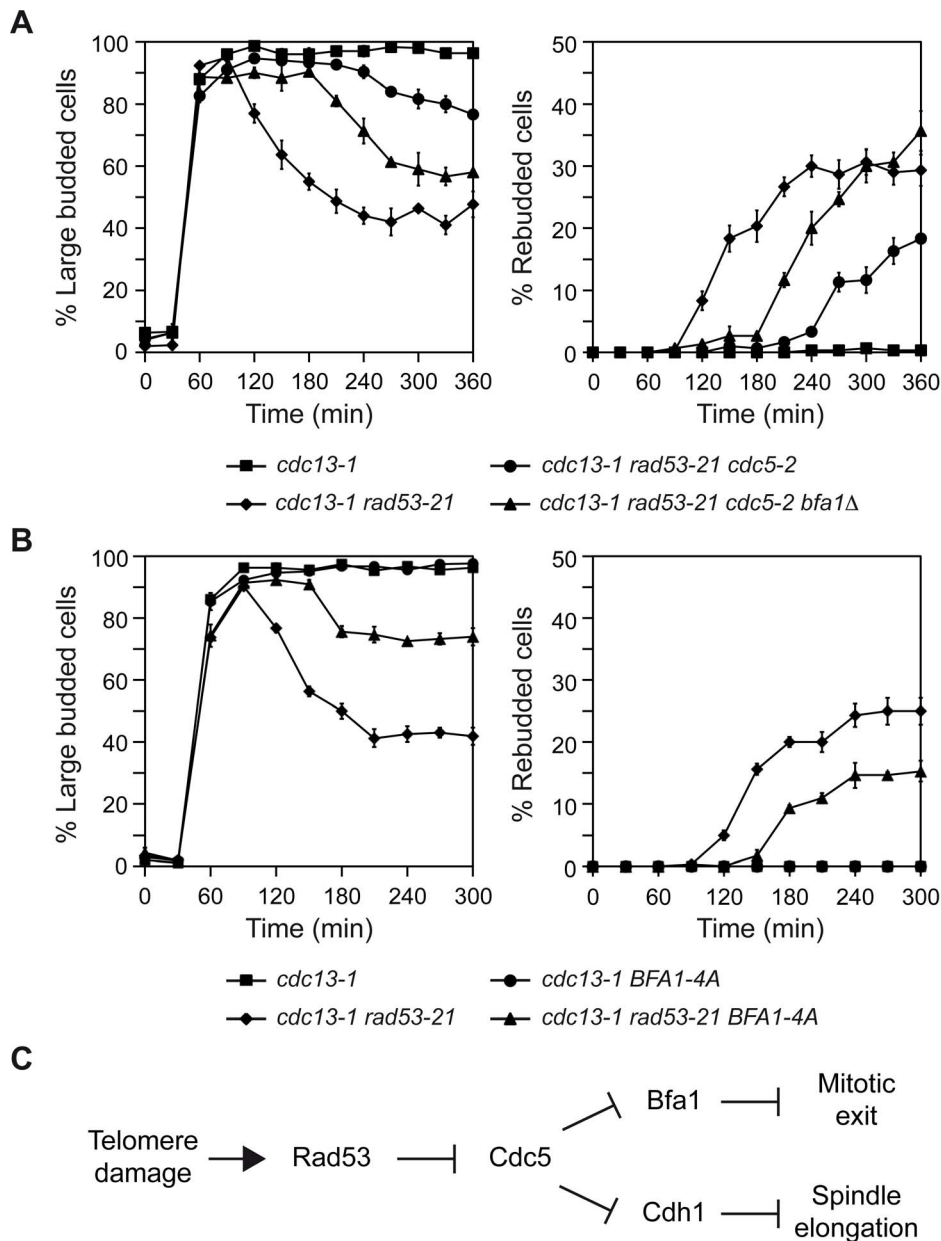 A
% Large budded cells
100
80
60
40
20
0
0 60 120 180 240 300 360
Time (min)
% Rebudded cells
50
40
30
20
10
0
0 60 120 180 240 300 360
Time (min)
cdc13-1
cdc13-1 rad53-21 cdc5-2
cdc13-1 rad53-21
cdc13-1 rad53-21 cdc5-2 bfa1Δ
B
% Large budded cells
100
80
60
40
20
0
0 60 120 180 240 300
Time (min)
% Rebudded cells
50
40
30
20
10
0
0 60 120 180 240 300
Time (min)
cdc13-1
cdc13-1 BFA1-4A
cdc13-1 rad53-21
cdc13-1 rad53-21 BFA1-4A
C
Telomere
damage
Rad53
Cdc5
Bfa1
Mitotic
exit
Cdh1
Spindle
elongation